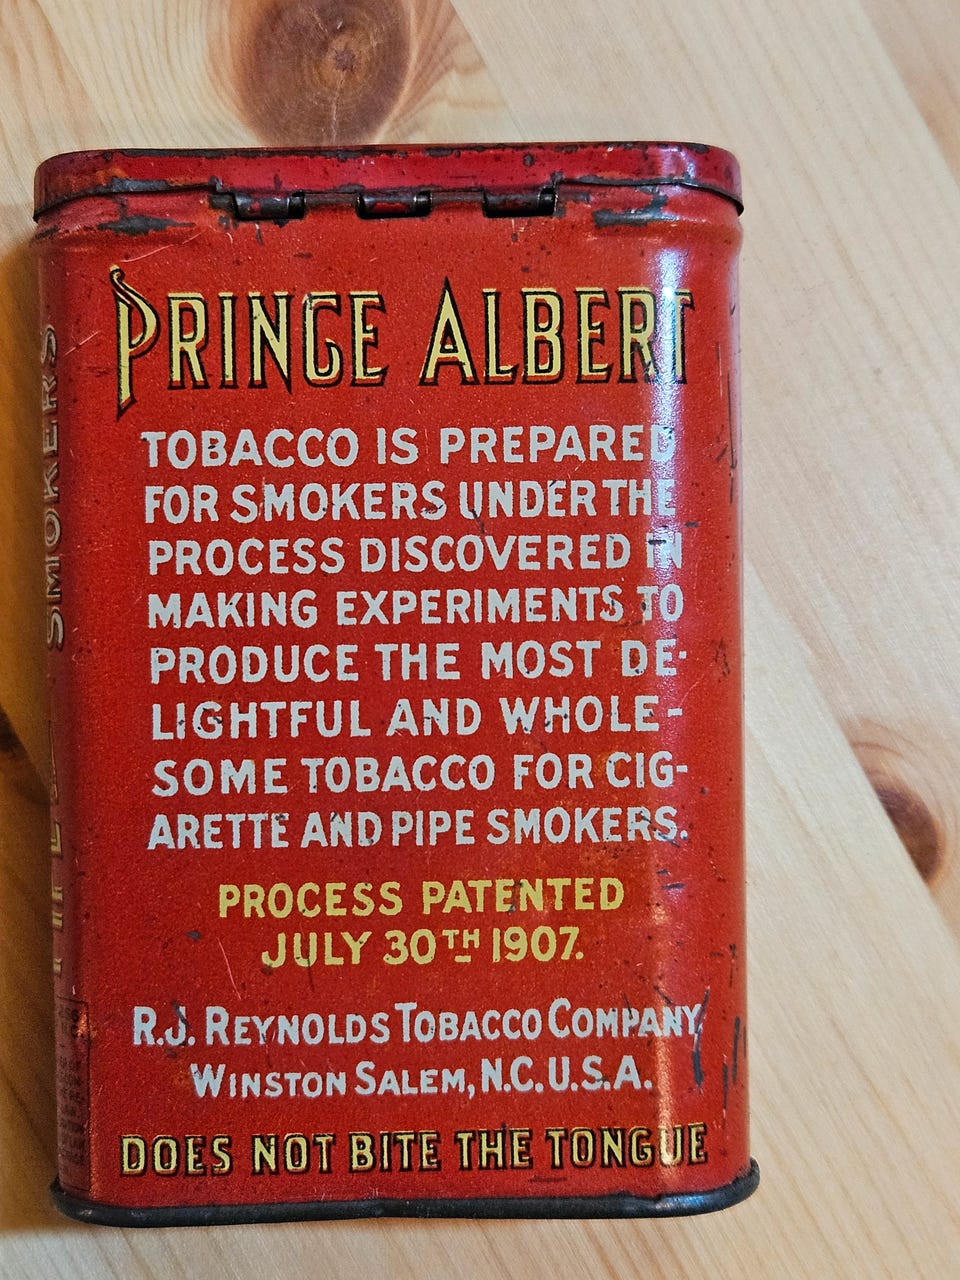 PRINCE ALBERT
TOBACCO IS PREPARED
FOR SMOKERS UNDER THE
PROCESS DISCOVERED IN
MAKING EXPERIMENTS TO
PRODUCE THE MOST DE-
LIGHTFUL AND WHOLE-
SOME TOBACCO FOR CIG-
ARETTE AND PIPE SMOKERS.
PROCESS PATENTED
JULY 30TH 1907.
R.J. REYNOLDS TOBACCO COMPANY
WINSTON SALEM, N.C. U.S.A.
DOES NOT BITE THE TONGUE
SMOKERS